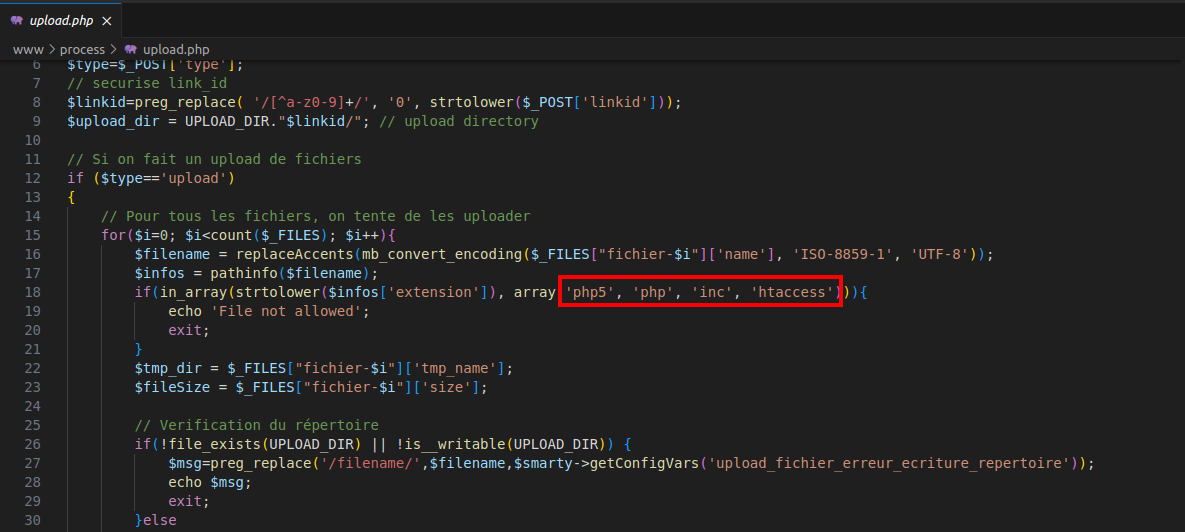 upload.php ×
www > process > upload.php
6 $type=$_POST['type'];
7 // securise link_id
8 $linkid=preg_replace( '/[^a-z0-9]+/', '0', strtolower($_POST['linkid']));
9 $upload_dir = UPLOAD_DIR."$linkid/"; // upload directory
10
11 // Si on fait un upload de fichiers
12 if ($type=='upload')
13 {
14 // Pour tous les fichiers, on tente de les uploader
15 for($i=0; $i<count($_FILES); $i++){
16 $filename = replaceAccents(mb_convert_encoding($_FILES["fichier-$i"]['name'], 'ISO-8859-1', 'UTF-8'));
17 $infos = pathinfo($filename);
18 if(in_array(strtolower($infos['extension']), array 'php5', 'php', 'inc', 'htaccess'))){
19 echo 'File not allowed';
20 exit;
21 }
22 $tmp_dir = $_FILES["fichier-$i"]['tmp_name'];
23 $fileSize = $_FILES["fichier-$i"]['size'];
24
25 // Verification du répertoire
26 if(!file_exists(UPLOAD_DIR) || !is__writable(UPLOAD_DIR)) {
27 $msg=preg_replace('/filename/',$filename,$smarty->getConfigVars('upload_fichier_erreur_ecriture_repertoire'));
28 echo $msg;
29 exit;
30 }else